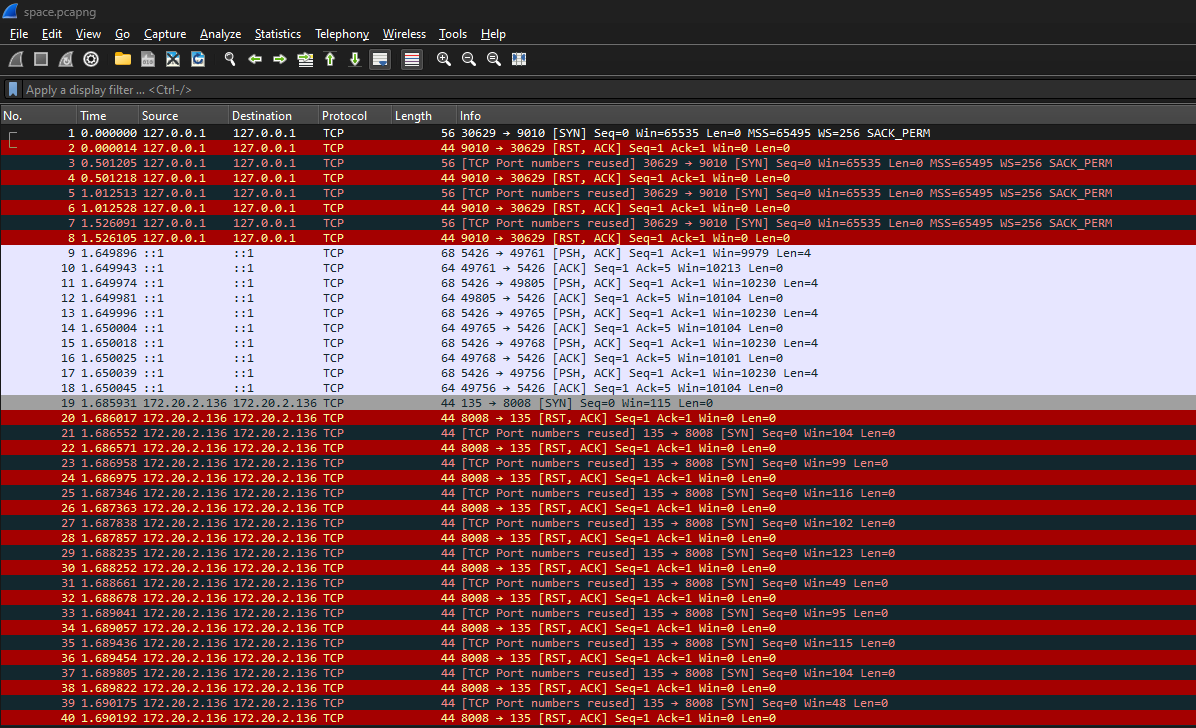 space.pcapng
File Edit View Go Capture Analyze Statistics Telephony Wireless Tools Help
Apply a display filter ... <Ctrl-/>
No. Time Source Destination Protocol Length Info
1 0.000000 127.0.0.1 127.0.0.1 TCP 56 30629 → 9010 [SYN] Seq=0 Win=65535 Len=0 MSS=65495 WS=256 SACK_PERM
2 0.000014 127.0.0.1 127.0.0.1 TCP 44 9010 → 30629 [RST, ACK] Seq=1 Ack=1 Win=0 Len=0
3 0.501205 127.0.0.1 127.0.0.1 TCP 56 [TCP Port numbers reused] 30629 → 9010 [SYN] Seq=0 Win=65535 Len=0 MSS=65495 WS=256 SACK_PERM
4 0.501218 127.0.0.1 127.0.0.1 TCP 44 9010 → 30629 [RST, ACK] Seq=1 Ack=1 Win=0 Len=0
5 1.012513 127.0.0.1 127.0.0.1 TCP 56 [TCP Port numbers reused] 30629 → 9010 [SYN] Seq=0 Win=65535 Len=0 MSS=65495 WS=256 SACK_PERM
6 1.012528 127.0.0.1 127.0.0.1 TCP 44 9010 → 30629 [RST, ACK] Seq=1 Ack=1 Win=0 Len=0
7 1.526091 127.0.0.1 127.0.0.1 TCP 56 [TCP Port numbers reused] 30629 → 9010 [SYN] Seq=0 Win=65535 Len=0 MSS=65495 WS=256 SACK_PERM
8 1.526105 127.0.0.1 127.0.0.1 TCP 44 9010 → 30629 [RST, ACK] Seq=1 Ack=1 Win=0 Len=0
9 1.649896 ::1 ::1 TCP 68 5426 → 49761 [PSH, ACK] Seq=1 Ack=1 Win=9979 Len=4
10 1.649943 ::1 ::1 TCP 64 49761 → 5426 [ACK] Seq=1 Ack=5 Win=10213 Len=0
11 1.649974 ::1 ::1 TCP 68 5426 → 49805 [PSH, ACK] Seq=1 Ack=1 Win=10230 Len=4
12 1.649981 ::1 ::1 TCP 64 49805 → 5426 [ACK] Seq=1 Ack=5 Win=10104 Len=0
13 1.649996 ::1 ::1 TCP 68 5426 → 49765 [PSH, ACK] Seq=1 Ack=1 Win=10230 Len=4
14 1.650004 ::1 ::1 TCP 64 49765 → 5426 [ACK] Seq=1 Ack=5 Win=10104 Len=0
15 1.650018 ::1 ::1 TCP 68 5426 → 49768 [PSH, ACK] Seq=1 Ack=1 Win=10230 Len=4
16 1.650025 ::1 ::1 TCP 64 49768 → 5426 [ACK] Seq=1 Ack=5 Win=10101 Len=0
17 1.650039 ::1 ::1 TCP 68 5426 → 49756 [PSH, ACK] Seq=1 Ack=1 Win=10230 Len=4
18 1.650045 ::1 ::1 TCP 64 49756 → 5426 [ACK] Seq=1 Ack=5 Win=10104 Len=0
19 1.685931 172.20.2.136 172.20.2.136 TCP 44 135 → 8008 [SYN] Seq=0 Win=115 Len=0
20 1.686017 172.20.2.136 172.20.2.136 TCP 44 8008 → 135 [RST, ACK] Seq=1 Ack=1 Win=0 Len=0
21 1.686552 172.20.2.136 172.20.2.136 TCP 44 [TCP Port numbers reused] 135 → 8008 [SYN] Seq=0 Win=104 Len=0
22 1.686571 172.20.2.136 172.20.2.136 TCP 44 8008 → 135 [RST, ACK] Seq=1 Ack=1 Win=0 Len=0
23 1.686958 172.20.2.136 172.20.2.136 TCP 44 [TCP Port numbers reused] 135 → 8008 [SYN] Seq=0 Win=99 Len=0
24 1.686975 172.20.2.136 172.20.2.136 TCP 44 8008 → 135 [RST, ACK] Seq=1 Ack=1 Win=0 Len=0
25 1.687346 172.20.2.136 172.20.2.136 TCP 44 [TCP Port numbers reused] 135 → 8008 [SYN] Seq=0 Win=116 Len=0
26 1.687363 172.20.2.136 172.20.2.136 TCP 44 8008 → 135 [RST, ACK] Seq=1 Ack=1 Win=0 Len=0
27 1.687838 172.20.2.136 172.20.2.136 TCP 44 [TCP Port numbers reused] 135 → 8008 [SYN] Seq=0 Win=102 Len=0
28 1.687857 172.20.2.136 172.20.2.136 TCP 44 8008 → 135 [RST, ACK] Seq=1 Ack=1 Win=0 Len=0
29 1.688235 172.20.2.136 172.20.2.136 TCP 44 [TCP Port numbers reused] 135 → 8008 [SYN] Seq=0 Win=123 Len=0
30 1.688252 172.20.2.136 172.20.2.136 TCP 44 8008 → 135 [RST, ACK] Seq=1 Ack=1 Win=0 Len=0
31 1.688661 172.20.2.136 172.20.2.136 TCP 44 [TCP Port numbers reused] 135 → 8008 [SYN] Seq=0 Win=49 Len=0
32 1.688678 172.20.2.136 172.20.2.136 TCP 44 8008 → 135 [RST, ACK] Seq=1 Ack=1 Win=0 Len=0
33 1.689041 172.20.2.136 172.20.2.136 TCP 44 [TCP Port numbers reused] 135 → 8008 [SYN] Seq=0 Win=95 Len=0
34 1.689057 172.20.2.136 172.20.2.136 TCP 44 8008 → 135 [RST, ACK] Seq=1 Ack=1 Win=0 Len=0
35 1.689436 172.20.2.136 172.20.2.136 TCP 44 [TCP Port numbers reused] 135 → 8008 [SYN] Seq=0 Win=115 Len=0
36 1.689454 172.20.2.136 172.20.2.136 TCP 44 8008 → 135 [RST, ACK] Seq=1 Ack=1 Win=0 Len=0
37 1.689805 172.20.2.136 172.20.2.136 TCP 44 [TCP Port numbers reused] 135 → 8008 [SYN] Seq=0 Win=104 Len=0
38 1.689822 172.20.2.136 172.20.2.136 TCP 44 8008 → 135 [RST, ACK] Seq=1 Ack=1 Win=0 Len=0
39 1.690175 172.20.2.136 172.20.2.136 TCP 44 [TCP Port numbers reused] 135 → 8008 [SYN] Seq=0 Win=48 Len=0
40 1.690192 172.20.2.136 172.20.2.136 TCP 44 8008 → 135 [RST, ACK] Seq=1 Ack=1 Win=0 Len=0